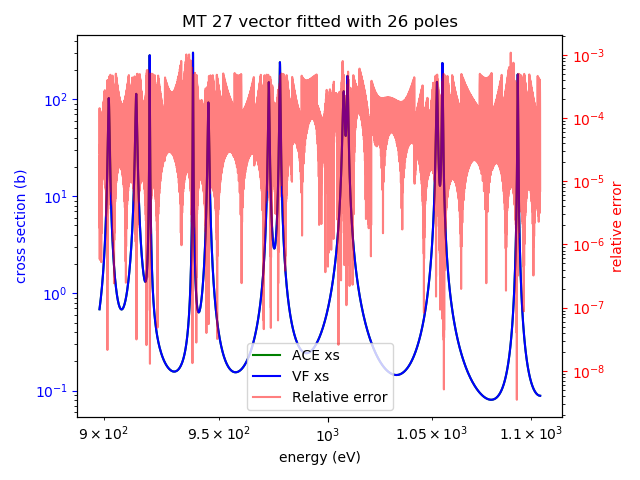 MT 27 vector fitted with 26 poles
cross section (b)
10²
10¹
10⁰
10⁻¹
10⁻³
10⁻⁴
10⁻⁵
10⁻⁶
10⁻⁷
10⁻⁸
relative error
ACE xs
VF xs
Relative error
9 × 10² 9.5 × 10² 10³ 1.05 × 10³ 1.1 × 10³
energy (eV)